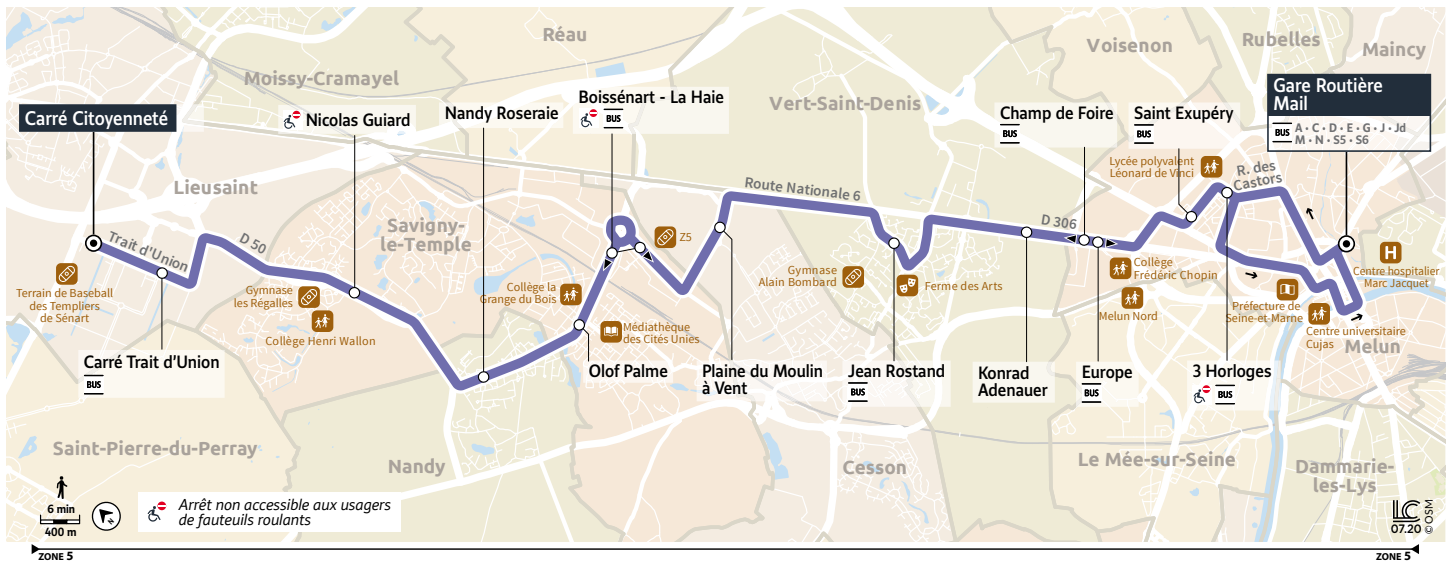 Réau
Moissy-Cramayel
Voisenon
Rubelles
Maincy
Vert-Saint-Denis
Lieusaint
Savigny-
le-Temple
Saint-Pierre-du-Perray
Nandy
Cesson
Le Mée-sur-Seine
Dammarie-
les-Lys
Melun
Carré Citoyenneté
Trait d'Union
Terrain de Baseball
des Templiers
de Sénart
Carré Trait d'Union
BUS
D 50
Nicolas Guiard
Gymnase
les Régalles
Collège Henri Wallon
Nandy Roseraie
Boissénart - La Haie
BUS
Z5
Collège la
Grange du Bois
Médiathèque
des Cités Unies
Olof Palme
Plaine du Moulin
à Vent
Route Nationale 6
Gymnase
Alain Bombard
Ferme des Arts
Jean Rostand
BUS
Konrad
Adenauer
D 306
Champ de Foire
BUS
Europe
BUS
Collège
Frédéric Chopin
Melun Nord
Saint Exupéry
BUS
Lycée polyvalent
Léonard de Vinci
3 Horloges
BUS
R. des
Castors
Gare Routière
Mail
BUS A • C • D • E • G • J • Jd
M • N • S5 • S6
Centre hospitalier
Marc Jacquet
Préfecture de
Seine-et-Marne
Centre universitaire
Cujas
6 min
400 m
N
Arrêt non accessible aux usagers
de fauteuils roulants
LC
07.20
© OSM
ZONE 5
ZONE 5